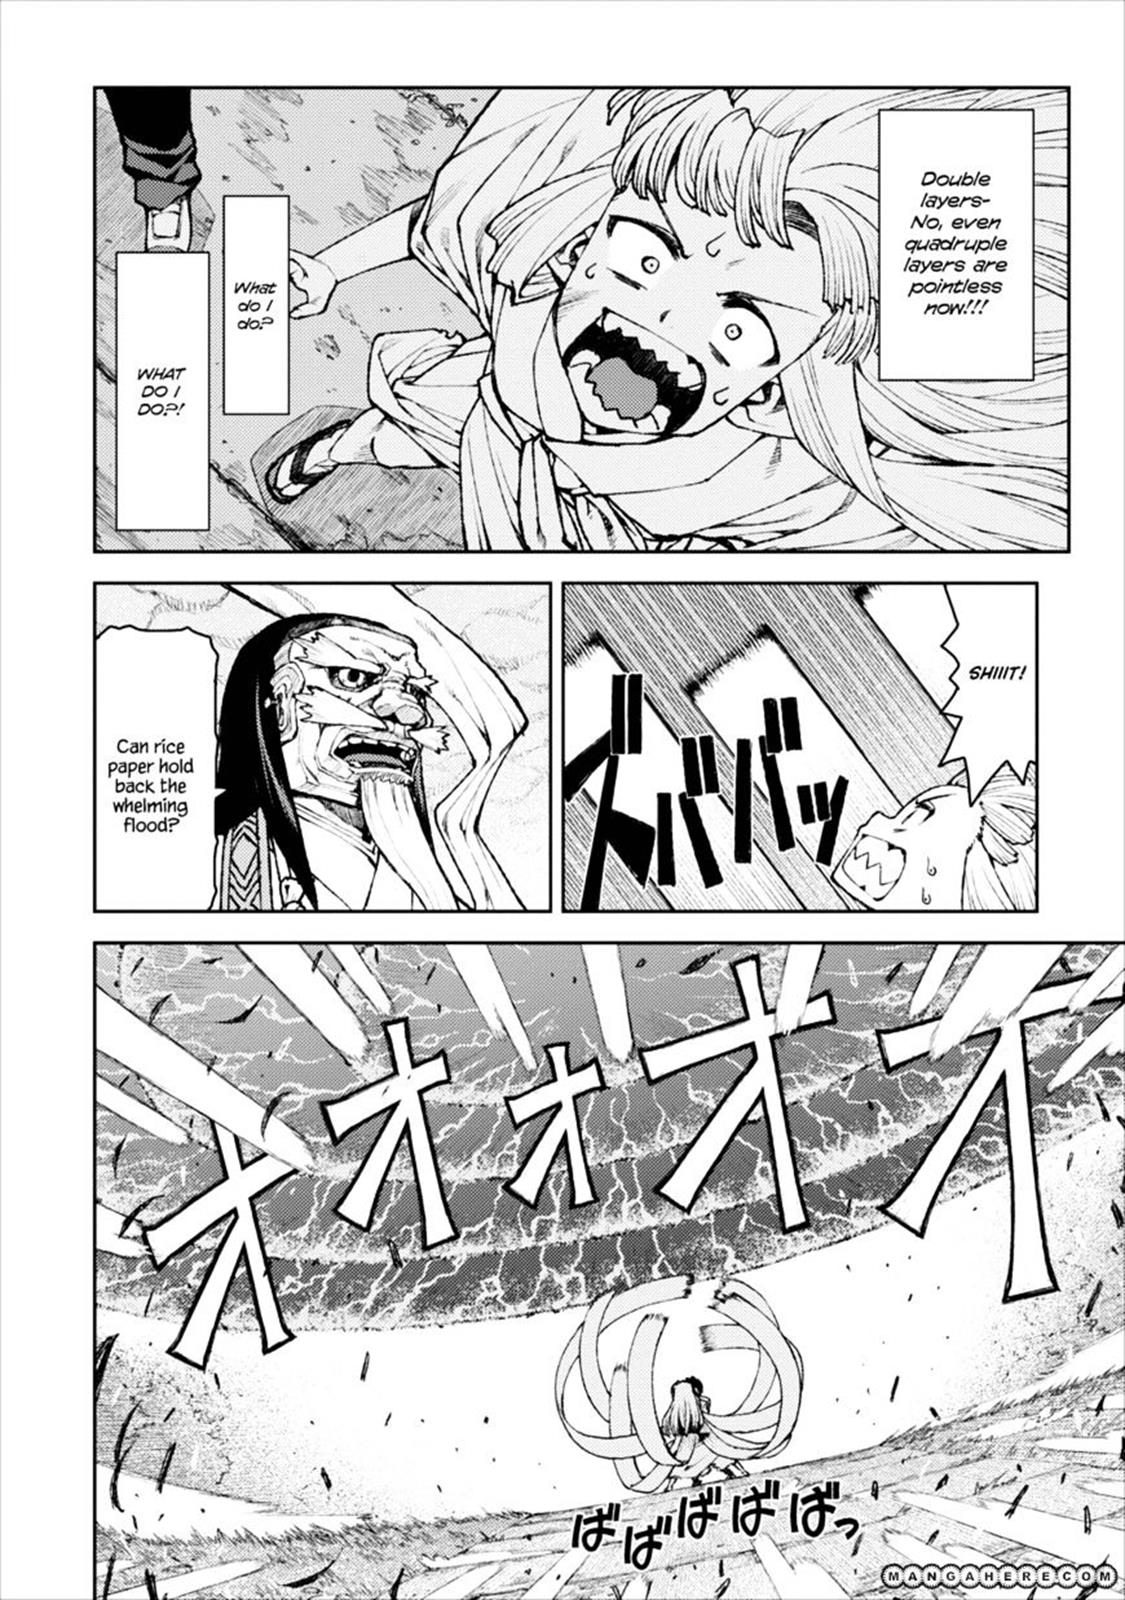 Double
layers-
No, even
quadruple
layers are
pointless
now!!!
What
do I
do?
WHAT
DO I
DO?!
SHIIIT!
ズババッ
Can rice
paper hold
back the
whelming
flood?
オオォオオ
ばばばばばっ
MANGAHERE.COM